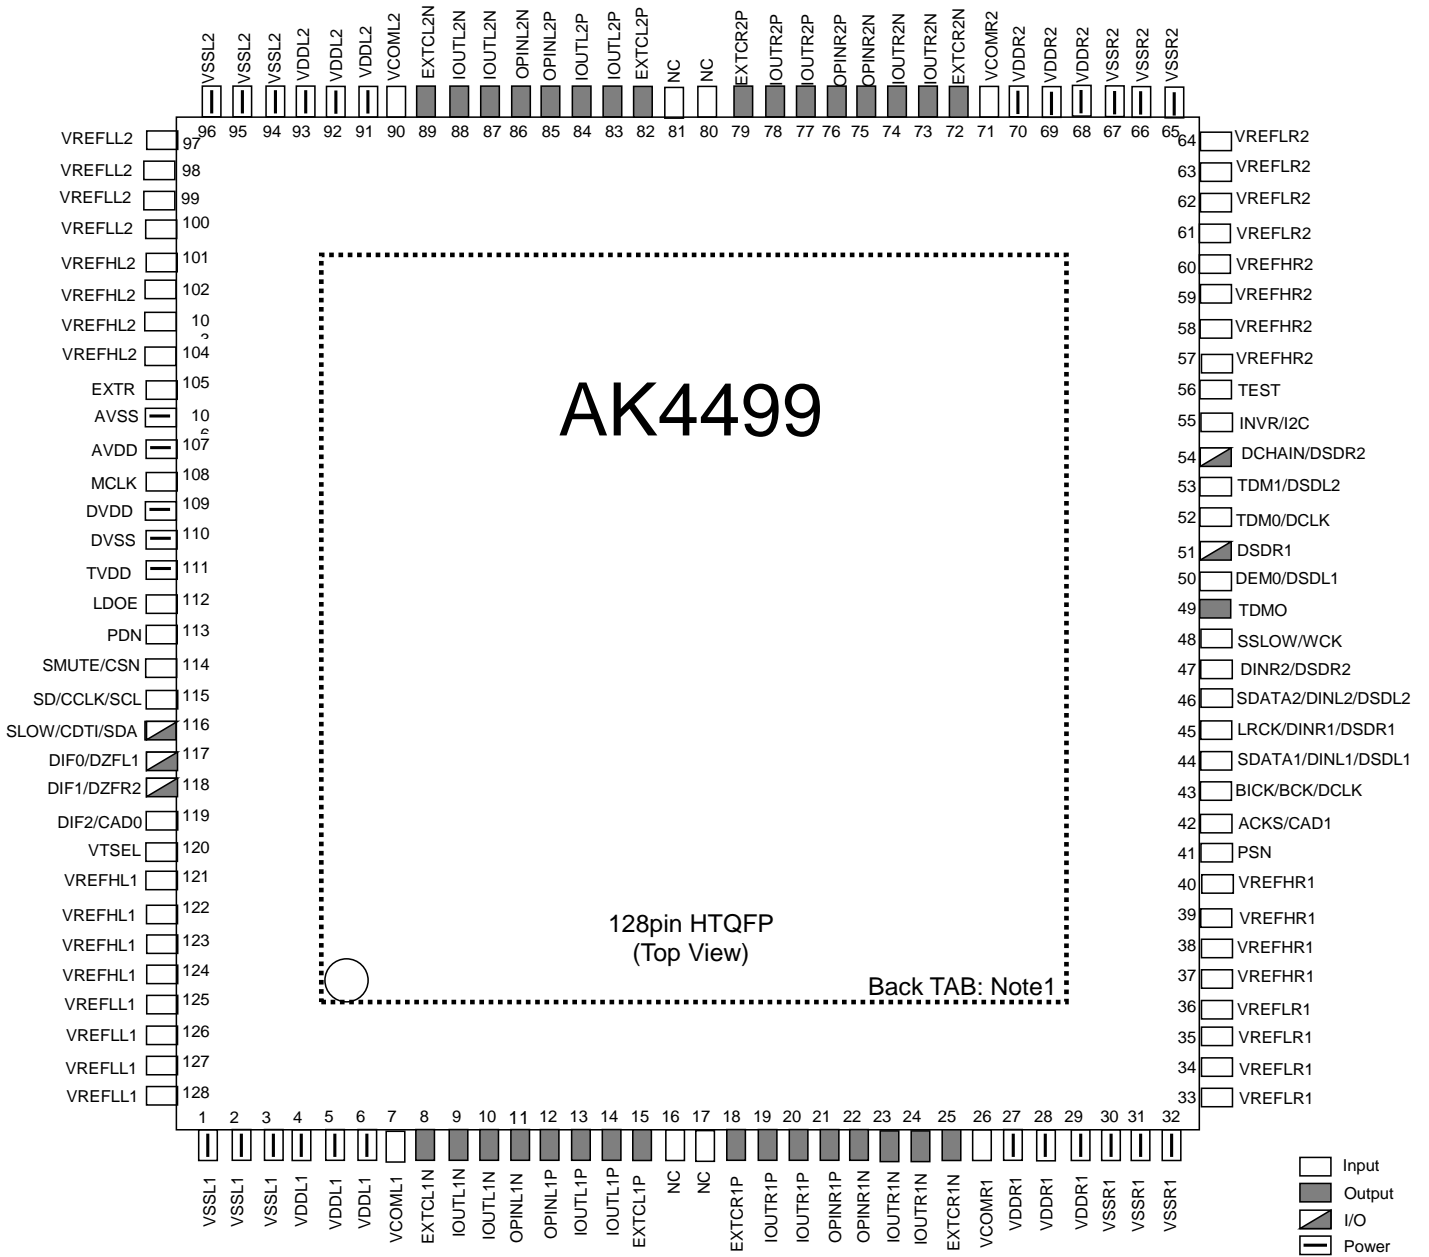 VSSL2
VSSL2
VSSL2
VDDL2
VDDL2
VDDL2
VCOML2
EXTCL2N
IOUTL2N
IOUTL2N
OPINL2N
OPINL2P
IOUTL2P
IOUTL2P
EXTCL2P
NC
NC
EXTCR2P
IOUTR2P
IOUTR2P
OPINR2P
OPINR2N
IOUTR2N
IOUTR2N
EXTCR2N
VCOMR2
VDDR2
VDDR2
VDDR2
VSSR2
VSSR2
VSSR2
96 95 94 93 92 91 90 89 88 87 86 85 84 83 82 81 80 79 78 77 76 75 74 73 72 71 70 69 68 67 66 65
VREFLL2 97
VREFLL2 98
VREFLL2 99
VREFLL2 100
VREFHL2 101
VREFHL2 102
VREFHL2 10
VREFHL2 104
EXTR 105
AVSS 10
AVDD 107
MCLK 108
DVDD 109
DVSS 110
TVDD 111
LDOE 112
PDN 113
SMUTE/CSN 114
SD/CCLK/SCL 115
SLOW/CDTI/SDA 116
DIF0/DZFL1 117
DIF1/DZFR2 118
DIF2/CAD0 119
VTSEL 120
VREFHL1 121
VREFHL1 122
VREFHL1 123
VREFHL1 124
VREFLL1 125
VREFLL1 126
VREFLL1 127
VREFLL1 128
AK4499
128pin HTQFP
(Top View)
Back TAB: Note1
64 VREFLR2
63 VREFLR2
62 VREFLR2
61 VREFLR2
60 VREFHR2
59 VREFHR2
58 VREFHR2
57 VREFHR2
56 TEST
55 INVR/I2C
54 DCHAIN/DSDR2
53 TDM1/DSDL2
52 TDM0/DCLK
51 DSDR1
50 DEM0/DSDL1
49 TDMO
48 SSLOW/WCK
47 DINR2/DSDR2
46 SDATA2/DINL2/DSDL2
45 LRCK/DINR1/DSDR1
44 SDATA1/DINL1/DSDL1
43 BICK/BCK/DCLK
42 ACKS/CAD1
41 PSN
40 VREFHR1
39 VREFHR1
38 VREFHR1
37 VREFHR1
36 VREFLR1
35 VREFLR1
34 VREFLR1
33 VREFLR1
1 2 3 4 5 6 7 8 9 10 11 12 13 14 15 16 17 18 19 20 21 22 23 24 25 26 27 28 29 30 31 32
VSSL1
VSSL1
VSSL1
VDDL1
VDDL1
VDDL1
VCOML1
EXTCL1N
IOUTL1N
IOUTL1N
OPINL1N
OPINL1P
IOUTL1P
IOUTL1P
EXTCL1P
NC
NC
EXTCR1P
IOUTR1P
IOUTR1P
OPINR1P
OPINR1N
IOUTR1N
IOUTR1N
EXTCR1N
VCOMR1
VDDR1
VDDR1
VDDR1
VSSR1
VSSR1
VSSR1
Input
Output
I/O
Power